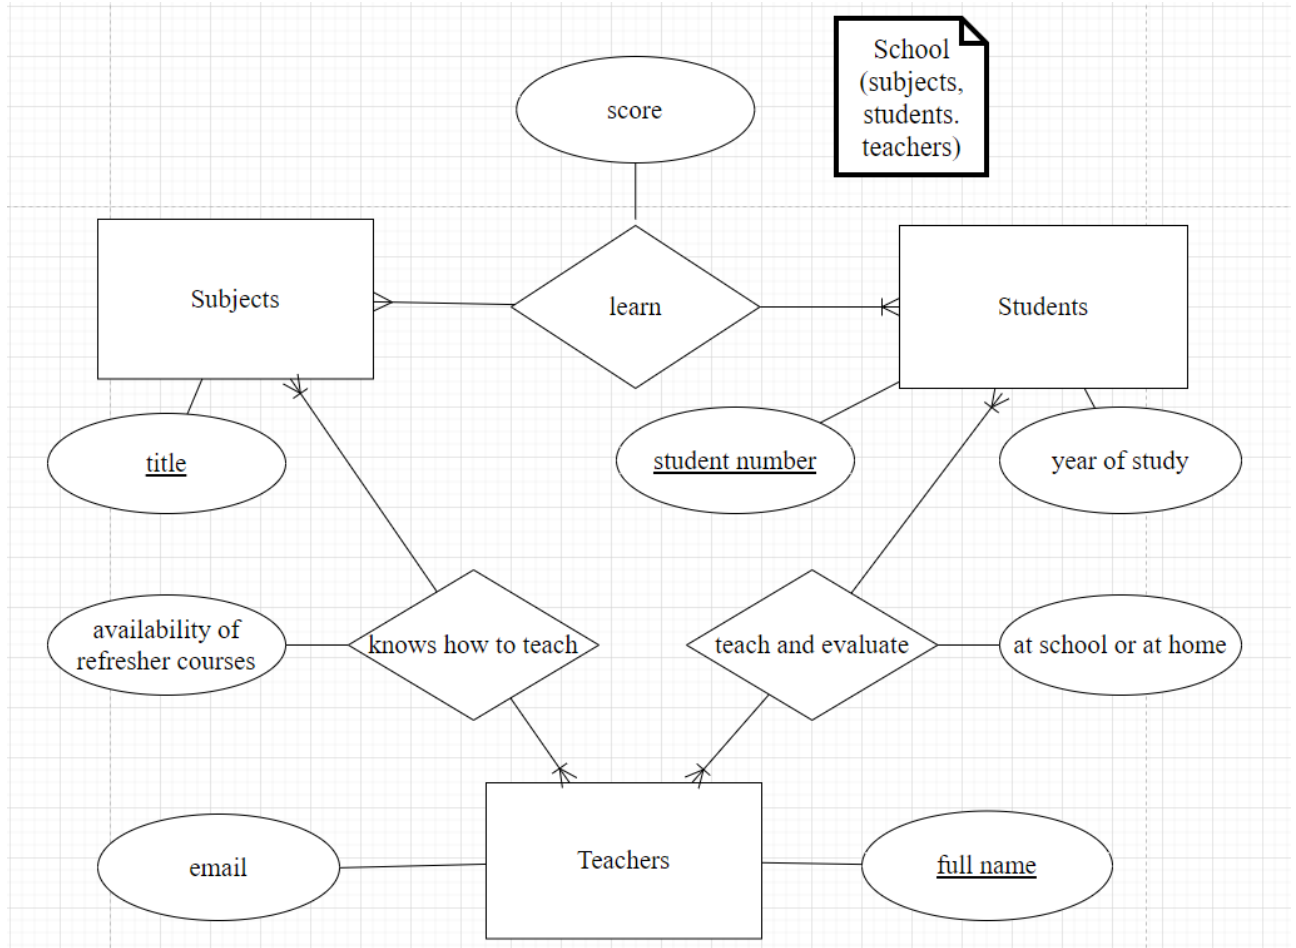 score
School
(subjects,
students.
teachers)
Subjects
learn
Students
title
student number
year of study
availability of
refresher courses
knows how to teach
teach and evaluate
at school or at home
email
Teachers
full name